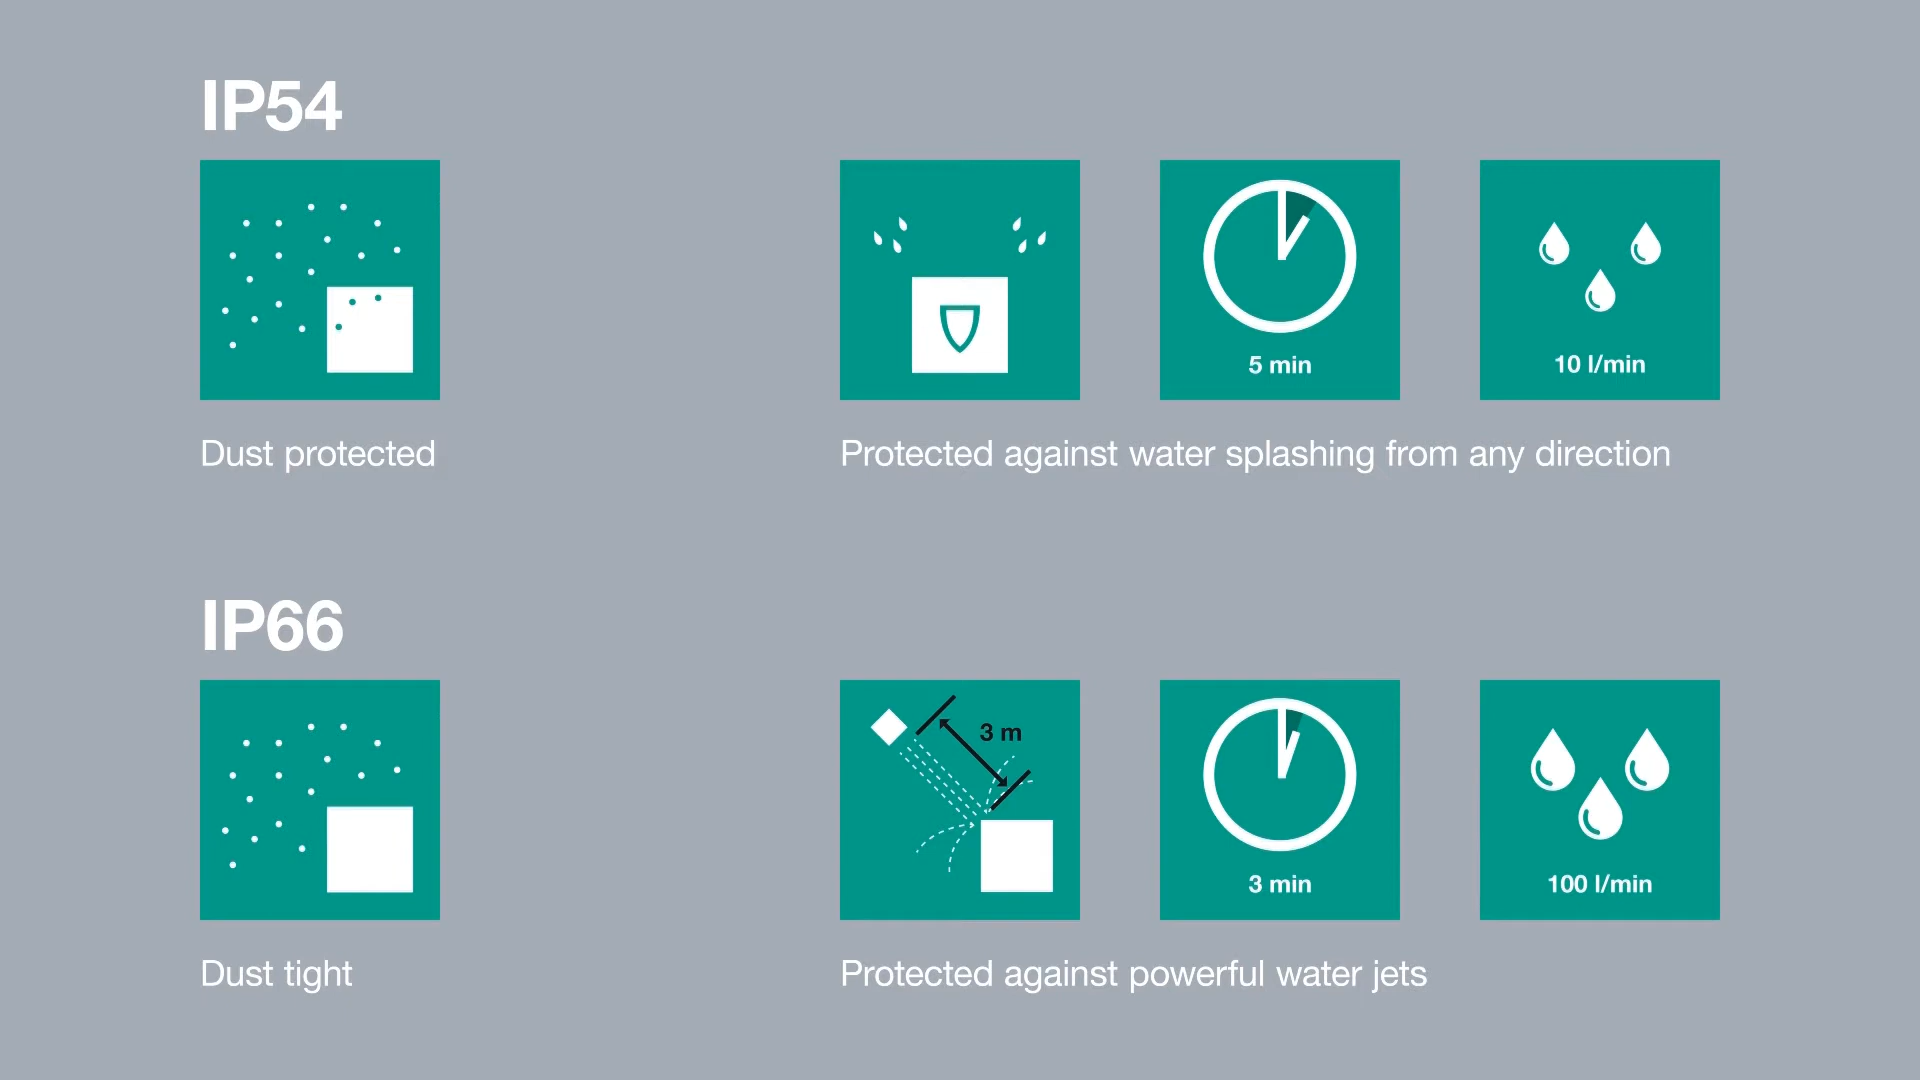 IP54
5 min
10 l/min
Dust protected
Protected against water splashing from any direction
IP66
3 m
3 min
100 l/min
Dust tight
Protected against powerful water jets